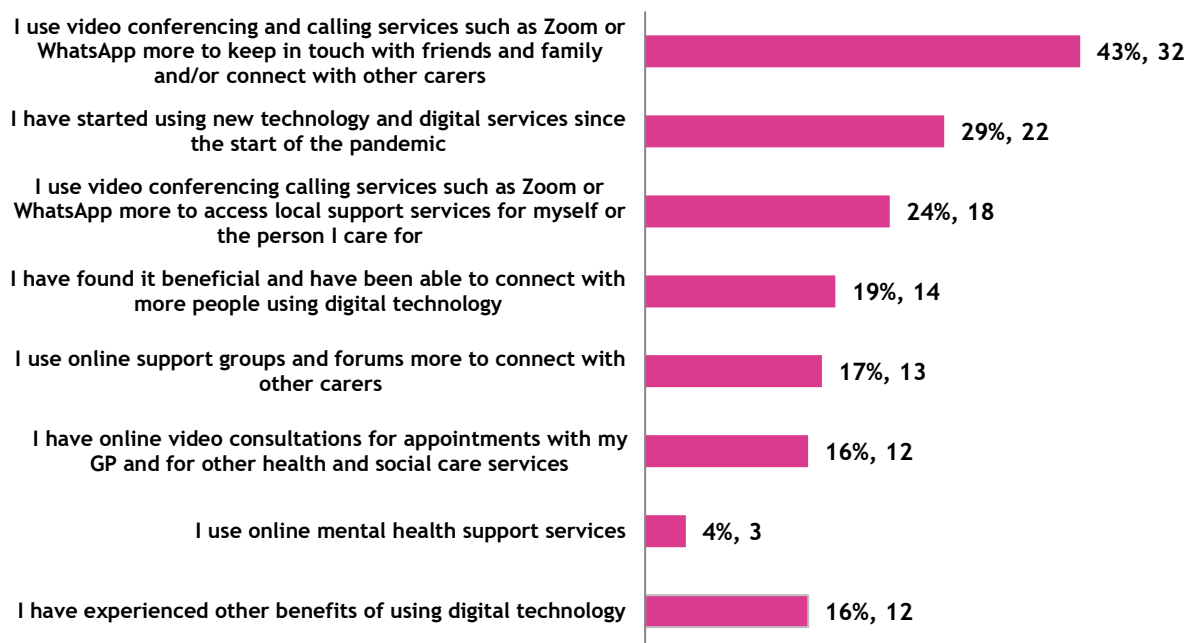 I use video conferencing and calling services such as Zoom or
WhatsApp more to keep in touch with friends and family
and/or connect with other carers
43%, 32
I have started using new technology and digital services since
the start of the pandemic
29%, 22
I use video conferencing calling services such as Zoom or
WhatsApp more to access local support services for myself or
the person I care for
24%, 18
I have found it beneficial and have been able to connect with
more people using digital technology
19%, 14
I use online support groups and forums more to connect with
other carers
17%, 13
I have online video consultations for appointments with my
GP and for other health and social care services
16%, 12
I use online mental health support services
4%, 3
I have experienced other benefits of using digital technology
16%, 12